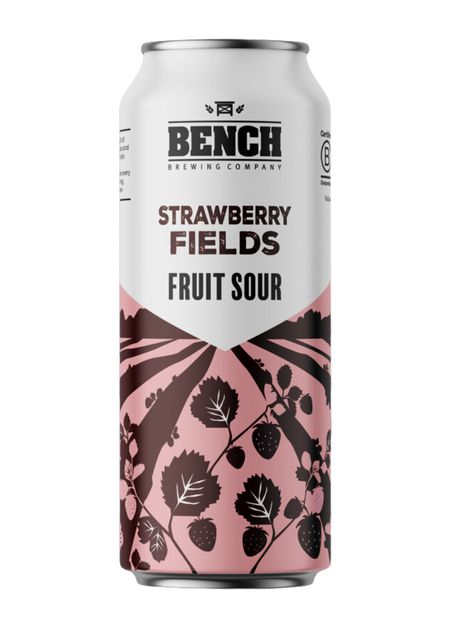 BENCH
BREWING COMPANY
STRAWBERRY
FIELDS
FRUIT SOUR
B